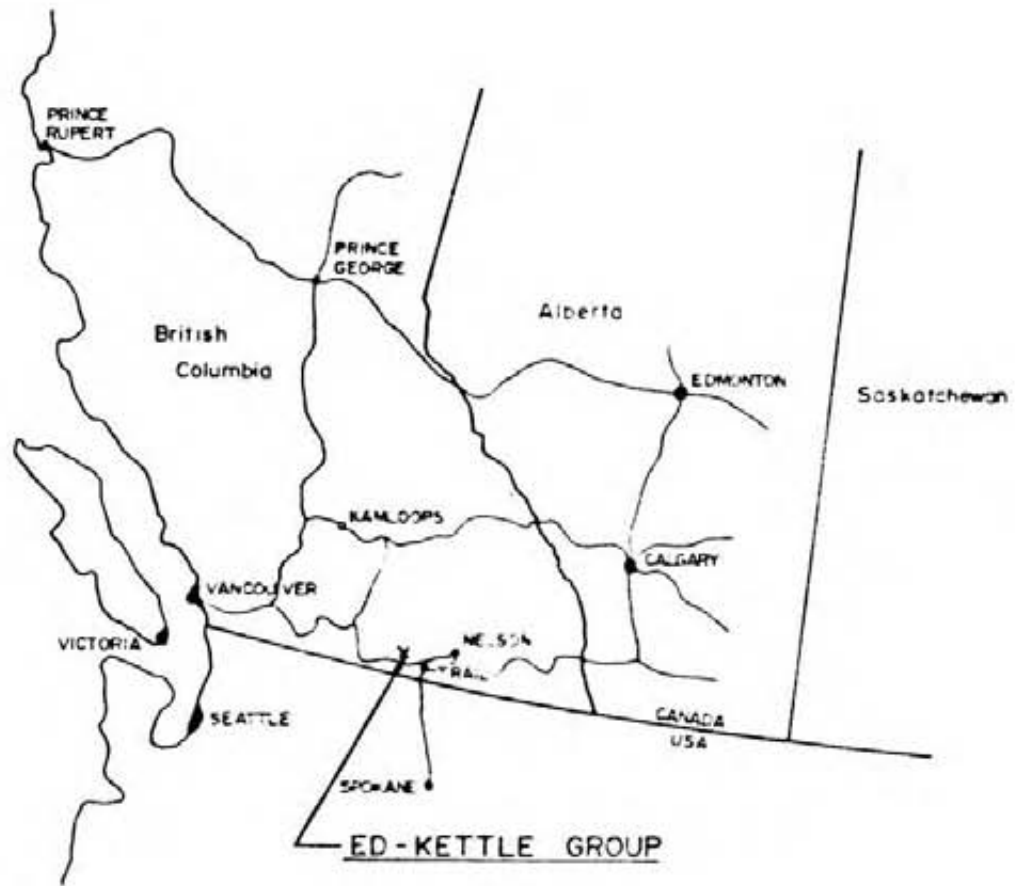 PRINCE
RUPERT
PRINCE
GEORGE
British
Columbia
Alberta
EDMONTON
Saskatchewan
KAMLOOPS
CALGARY
VANCOUVER
VICTORIA
NELSON
TRAIL
SEATTLE
CANADA
USA
SPOKANE
ED-KETTLE GROUP